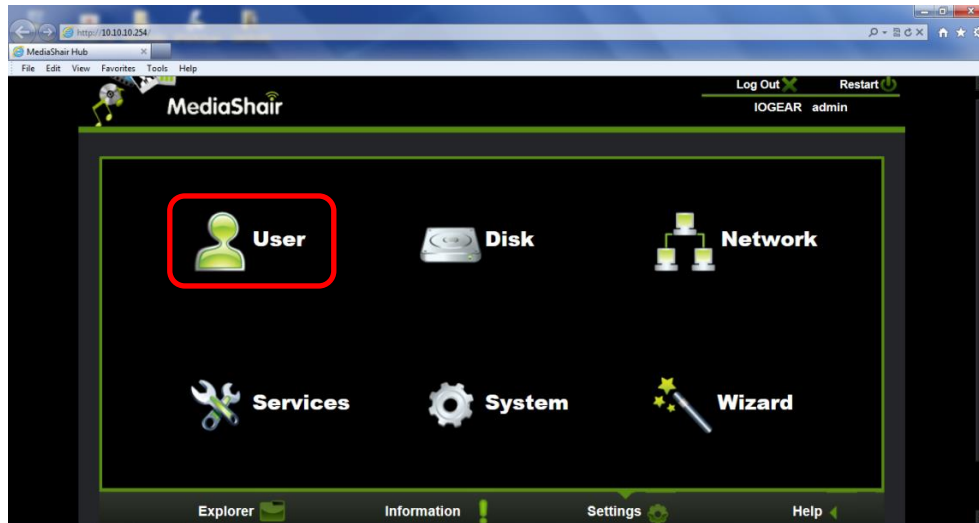 http://10.10.10.254/
MediaShair Hub
File Edit View Favorites Tools Help
Log Out Restart
MediaShair
IOGEAR admin
User Disk Network
Services System Wizard
Explorer Information Settings Help